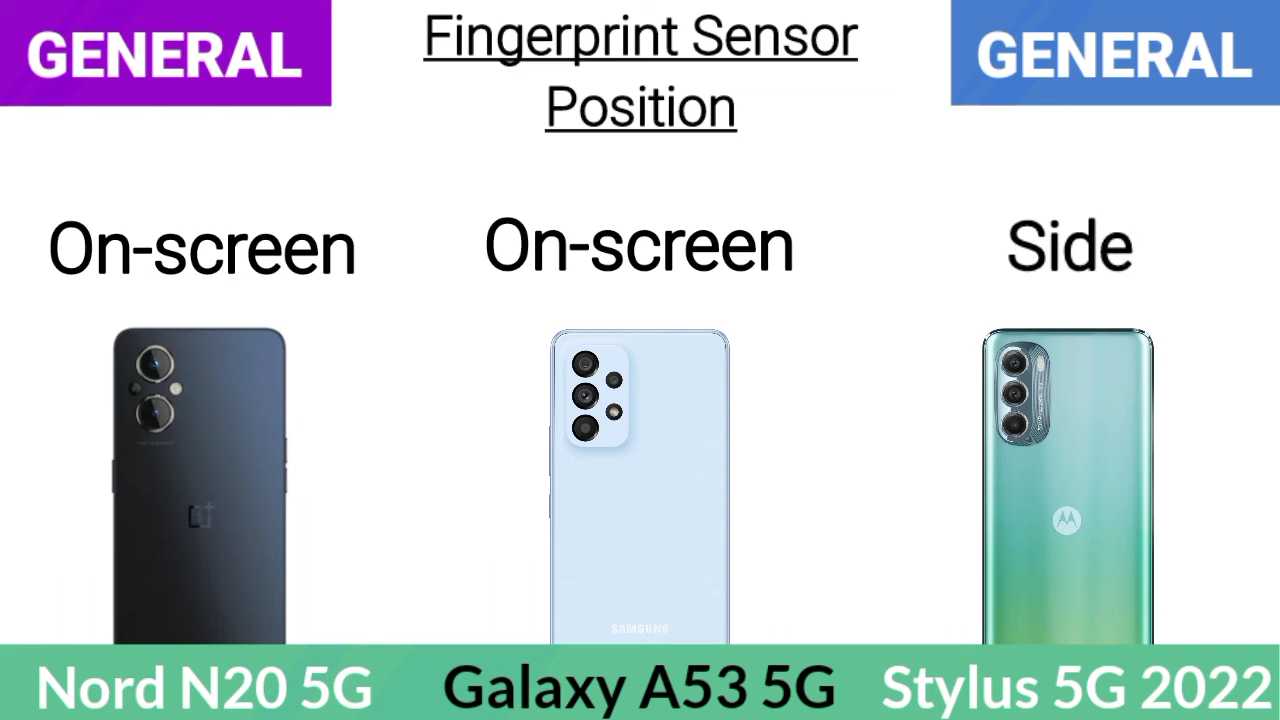 GENERAL
Fingerprint Sensor
Position
GENERAL
On-screen
On-screen
Side
SAMSUNG
Nord N20 5G
Galaxy A53 5G
Stylus 5G 2022